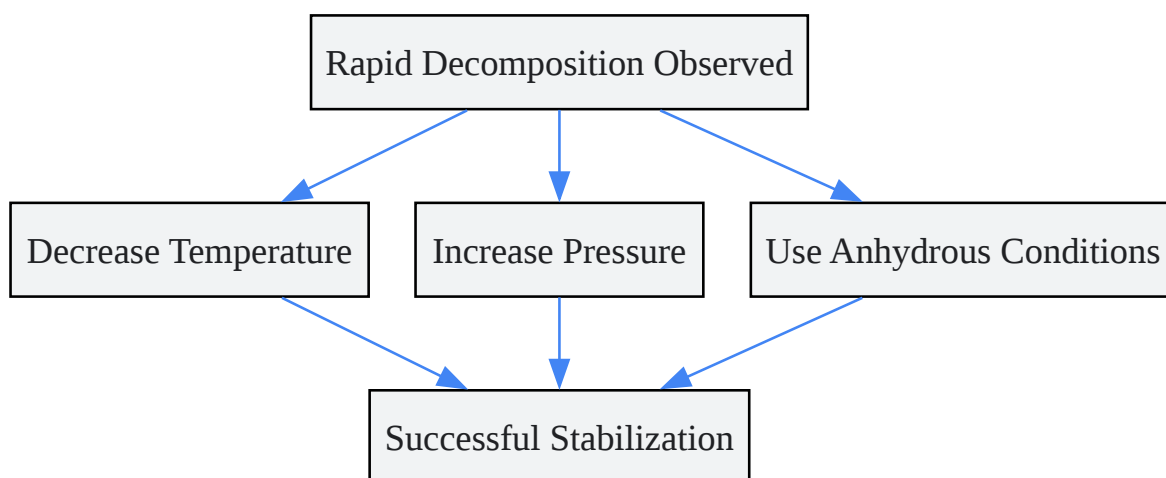 Rapid Decomposition Observed
Decrease Temperature
Increase Pressure
Use Anhydrous Conditions
Successful Stabilization